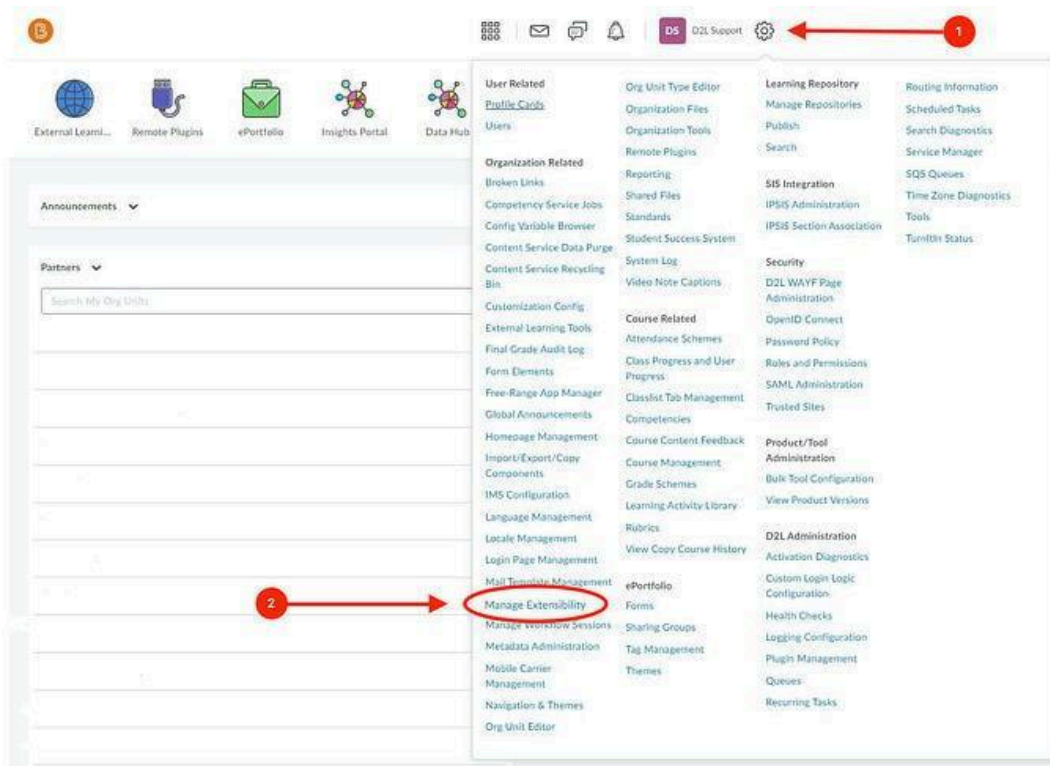 B
DS
D2L Support
1
External Learni...
Remote Plugins
ePortfolio
Insights Portal
Data Hub
Announcements
Partners
Search My Org Units
2
User Related
Profile Cards
Users
Organization Related
Broken Links
Competency Service Jobs
Config Variable Browser
Content Service Data Purge
Content Service Recycling
Bin
Customization Config
External Learning Tools
Final Grade Audit Log
Form Elements
Free-Range App Manager
Global Announcements
Homepage Management
Import/Export/Copy
Components
IMS Configuration
Language Management
Locale Management
Login Page Management
Mail Template Management
Manage Extensibility
Manage Workflow Sessions
Metadata Administration
Mobile Carrier
Management
Navigation & Themes
Org Unit Editor
Org Unit Type Editor
Organization Files
Organization Tools
Remote Plugins
Reporting
Shared Files
Standards
Student Success System
System Log
Video Note Captions
Course Related
Attendance Schemes
Class Progress and User
Progress
Classlist Tab Management
Competencies
Course Content Feedback
Course Management
Grade Schemes
Learning Activity Library
Rubrics
View Copy Course History
ePortfolio
Forms
Sharing Groups
Tag Management
Themes
Learning Repository
Manage Repositories
Publish
Search
SIS Integration
IPSIS Administration
IPSIS Section Association
Security
D2L WAYF Page
Administration
OpenID Connect
Password Policy
Roles and Permissions
SAML Administration
Trusted Sites
Product/Tool
Administration
Bulk Tool Configuration
View Product Versions
D2L Administration
Activation Diagnostics
Custom Login Logic
Configuration
Health Checks
Logging Configuration
Plugin Management
Queues
Recurring Tasks
Routing Information
Scheduled Tasks
Search Diagnostics
Service Manager
SQS Queues
Time Zone Diagnostics
Tools
TurnItIn Status